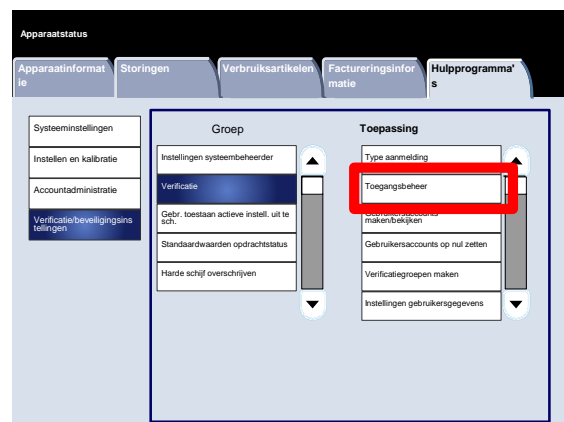 Apparaatstatus
Apparaatinformat
ie
Storingen
Verbruiksartikelen
Factureringsinfor
matie
Hulpprogramma'
s
Systeeminstellingen
Instellen en kalibratie
Accountadministratie
Verificatie/beveiligingsins
tellingen
Groep
Instellingen systeembeheerder
Verificatie
Gebr. toestaan actieve instell. uit te
sch.
Standaardwaarden opdrachtstatus
Harde schijf overschrijven
Toepassing
Type aanmelding
Toegangsbeheer
Gebruikersaccounts
maken/bekijken
Gebruikersaccounts op nul zetten
Verificatiegroepen maken
Instellingen gebruikersgegevens